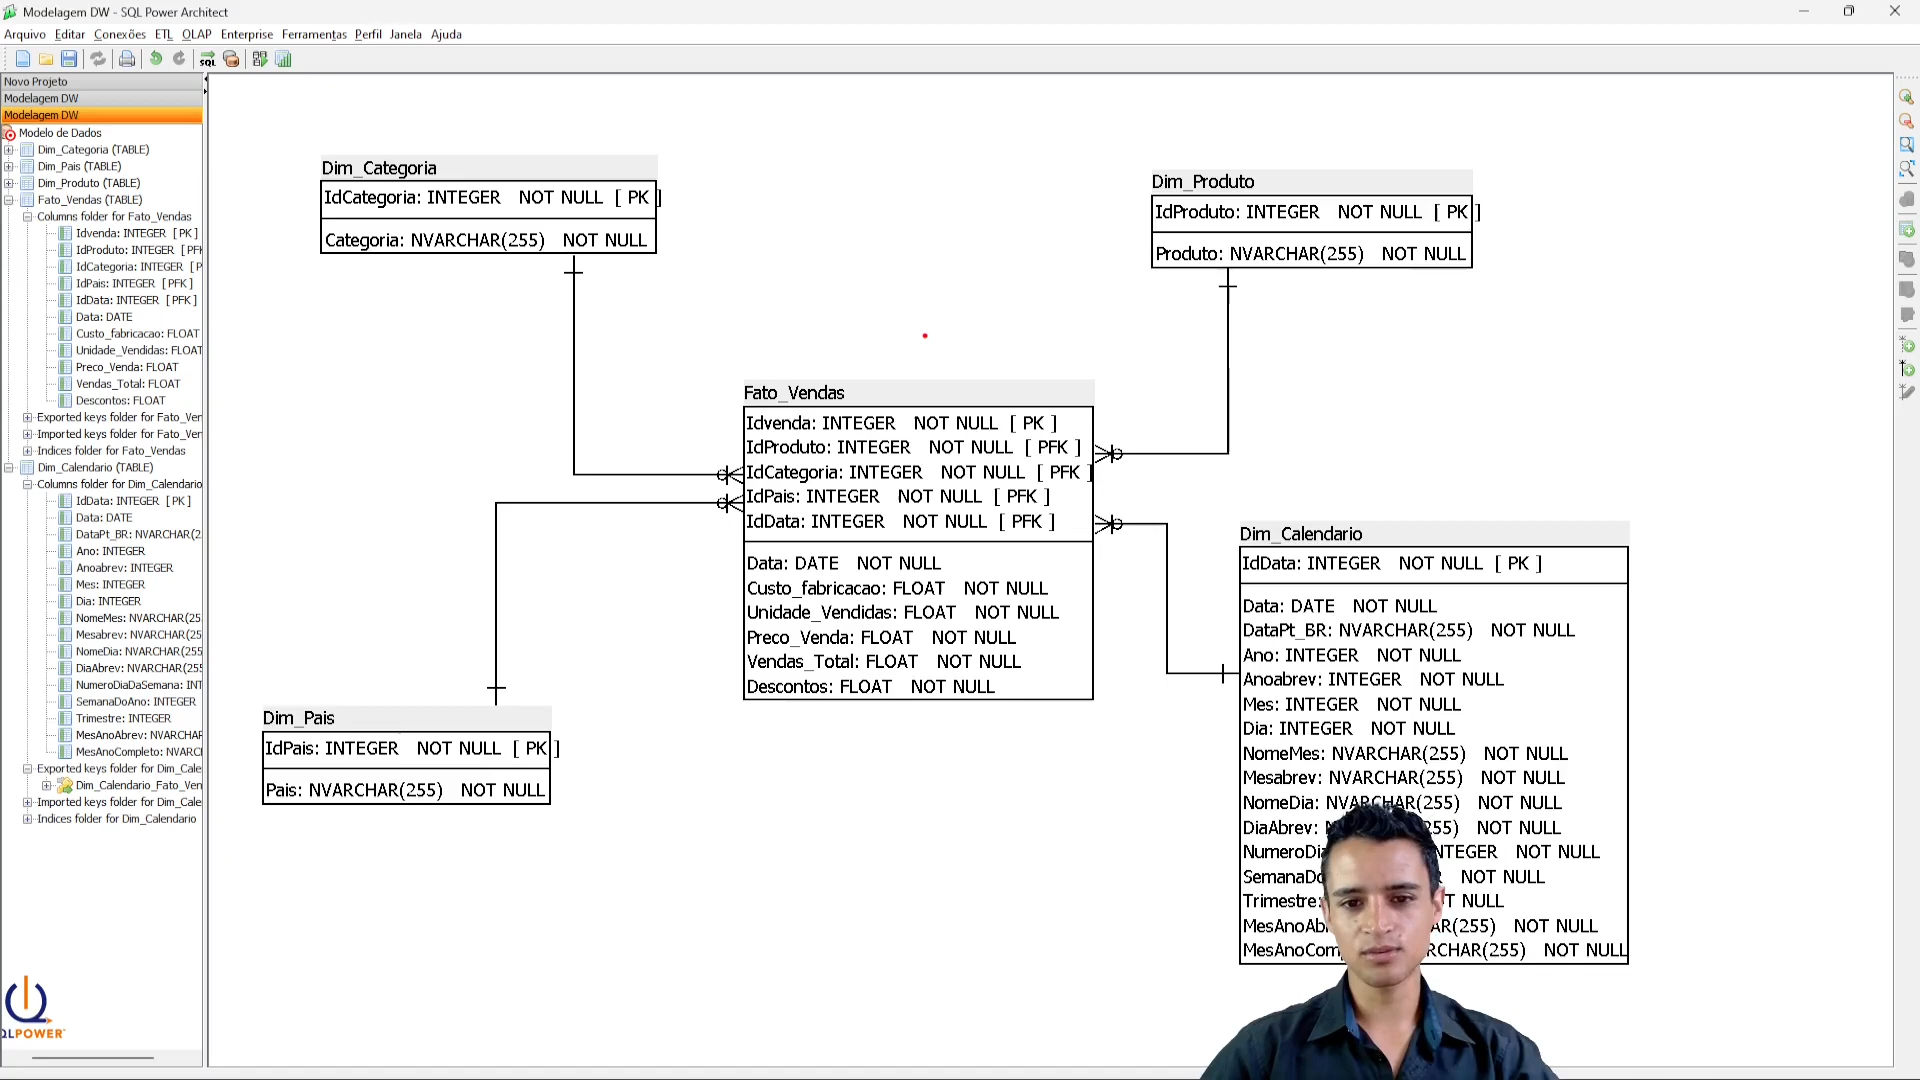 Modelagem DW - SQL Power Architect
Arquivo Editar Conexões ETL OLAP Enterprise Ferramentas Perfil Janela Ajuda
SQL
Novo Projeto
Modelagem DW
Modelagem DW
Modelo de Dados
Dim_Categoria (TABLE)
Dim_Pais (TABLE)
Dim_Produto (TABLE)
Fato_Vendas (TABLE)
Columns folder for Fato_Vendas
Idvenda: INTEGER [ PK ]
IdProduto: INTEGER [ PFK
IdCategoria: INTEGER [ P
IdPais: INTEGER [ PFK ]
IdData: INTEGER [ PFK ]
Data: DATE
Custo_fabricacao: FLOAT
Unidade_Vendidas: FLOAT
Preco_Venda: FLOAT
Vendas_Total: FLOAT
Descontos: FLOAT
Exported keys folder for Fato_Ven
Imported keys folder for Fato_Ven
Indices folder for Fato_Vendas
Dim_Calendario (TABLE)
Columns folder for Dim_Calendario
IdData: INTEGER [ PK ]
Data: DATE
DataPt_BR: NVARCHAR(2
Ano: INTEGER
Anoabrev: INTEGER
Mes: INTEGER
Dia: INTEGER
NomeMes: NVARCHAR(25
Mesabrev: NVARCHAR(25
NomeDia: NVARCHAR(255
DiaAbrev: NVARCHAR(255
NumeroDiaDaSemana: INT
SemanaDoAno: INTEGER
Trimestre: INTEGER
MesAnoAbrev: NVARCHAR
MesAnoCompleto: NVARC
Exported keys folder for Dim_Cale
Dim_Calendario_Fato_Ven
Imported keys folder for Dim_Cale
Indices folder for Dim_Calendario
QLPOWER
Dim_Categoria
IdCategoria: INTEGER NOT NULL [ PK ]
Categoria: NVARCHAR(255) NOT NULL
Dim_Produto
IdProduto: INTEGER NOT NULL [ PK ]
Produto: NVARCHAR(255) NOT NULL
Fato_Vendas
Idvenda: INTEGER NOT NULL [ PK ]
IdProduto: INTEGER NOT NULL [ PFK ]
IdCategoria: INTEGER NOT NULL [ PFK ]
IdPais: INTEGER NOT NULL [ PFK ]
IdData: INTEGER NOT NULL [ PFK ]
Data: DATE NOT NULL
Custo_fabricacao: FLOAT NOT NULL
Unidade_Vendidas: FLOAT NOT NULL
Preco_Venda: FLOAT NOT NULL
Vendas_Total: FLOAT NOT NULL
Descontos: FLOAT NOT NULL
Dim_Pais
IdPais: INTEGER NOT NULL [ PK ]
Pais: NVARCHAR(255) NOT NULL
Dim_Calendario
IdData: INTEGER NOT NULL [ PK ]
Data: DATE NOT NULL
DataPt_BR: NVARCHAR(255) NOT NULL
Ano: INTEGER NOT NULL
Anoabrev: INTEGER NOT NULL
Mes: INTEGER NOT NULL
Dia: INTEGER NOT NULL
NomeMes: NVARCHAR(255) NOT NULL
Mesabrev: NVARCHAR(255) NOT NULL
NomeDia: NVARCHAR(255) NOT NULL
DiaAbrev: 255) NOT NULL
NumeroDia NTEGER NOT NULL
SemanaDo NOT NULL
Trimestre: T NULL
MesAnoAb AR(255) NOT NULL
MesAnoCom RCHAR(255) NOT NULL